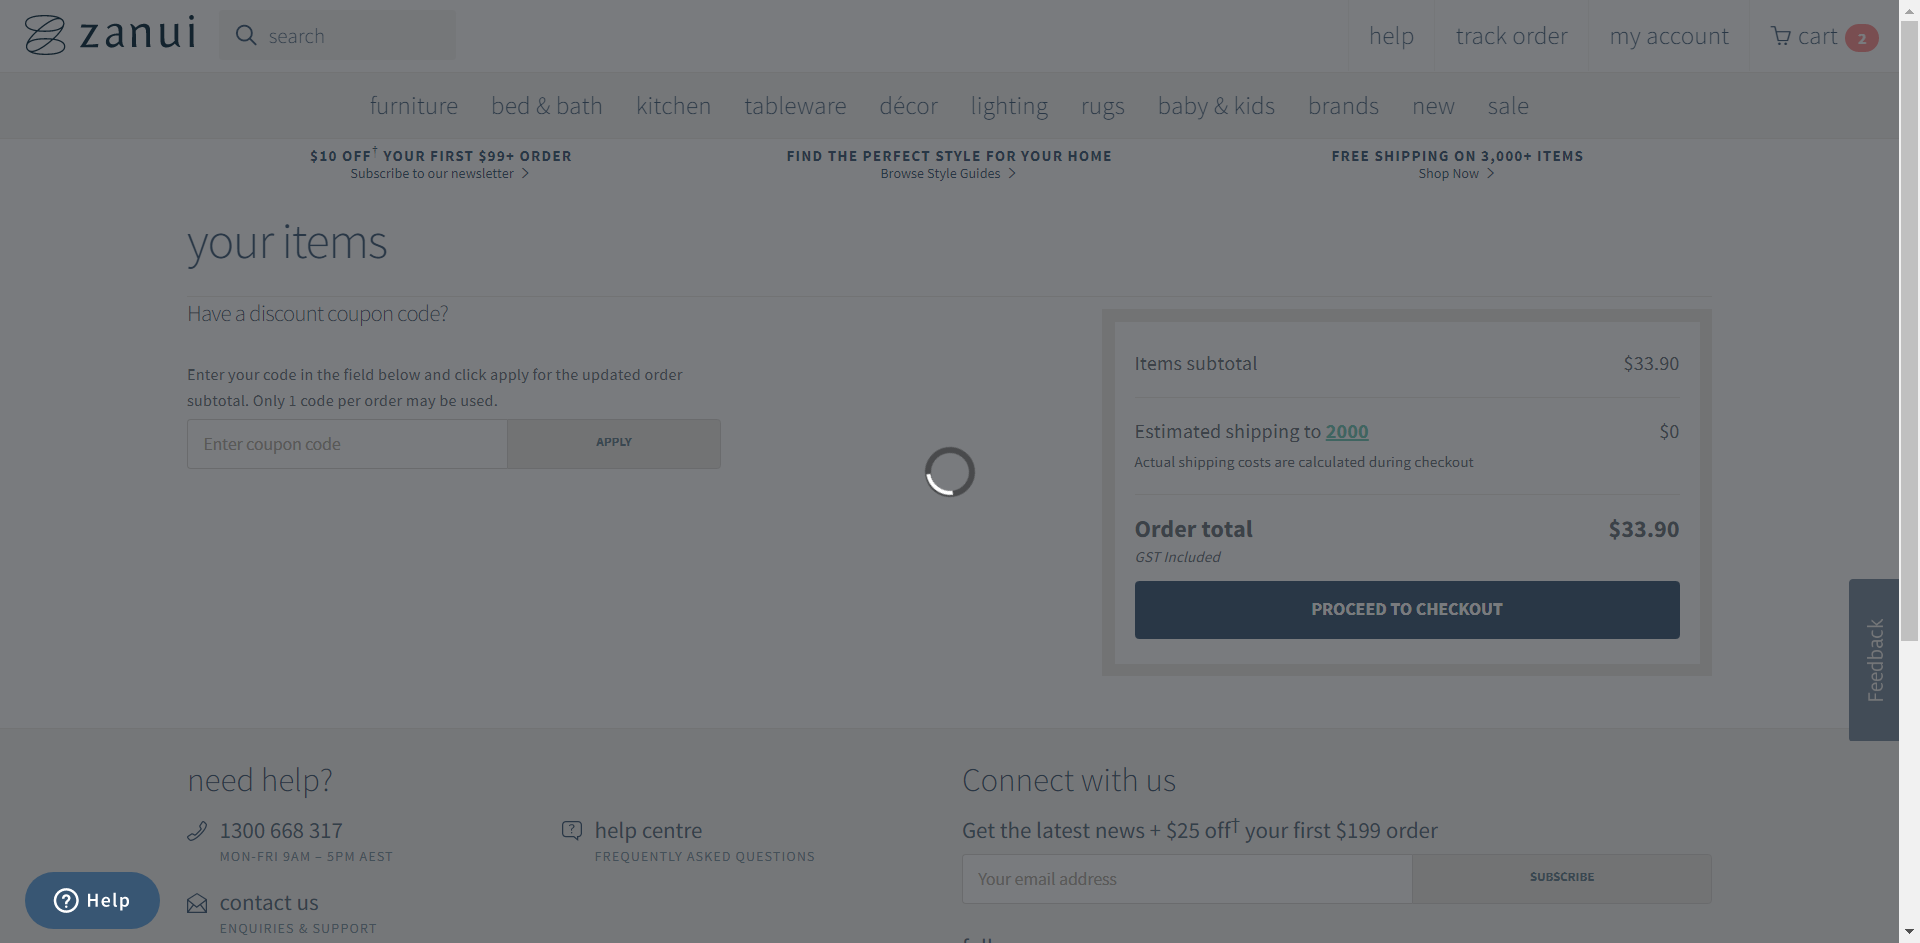 zanui
search
help
track order
my account
cart 2
furniture
bed & bath
kitchen
tableware
décor
lighting
rugs
baby & kids
brands
new
sale
$10 OFF† YOUR FIRST $99+ ORDER
Subscribe to our newsletter
FIND THE PERFECT STYLE FOR YOUR HOME
Browse Style Guides
FREE SHIPPING ON 3,000+ ITEMS
Shop Now
your items
Have a discount coupon code?
Enter your code in the field below and click apply for the updated order
subtotal. Only 1 code per order may be used.
Enter coupon code
APPLY
Items subtotal $33.90
Estimated shipping to 2000 $0
Actual shipping costs are calculated during checkout
Order total $33.90
GST Included
PROCEED TO CHECKOUT
Feedback
need help?
1300 668 317
MON-FRI 9AM – 5PM AEST
help centre
FREQUENTLY ASKED QUESTIONS
contact us
ENQUIRIES & SUPPORT
Connect with us
Get the latest news + $25 off† your first $199 order
Your email address
SUBSCRIBE
Help